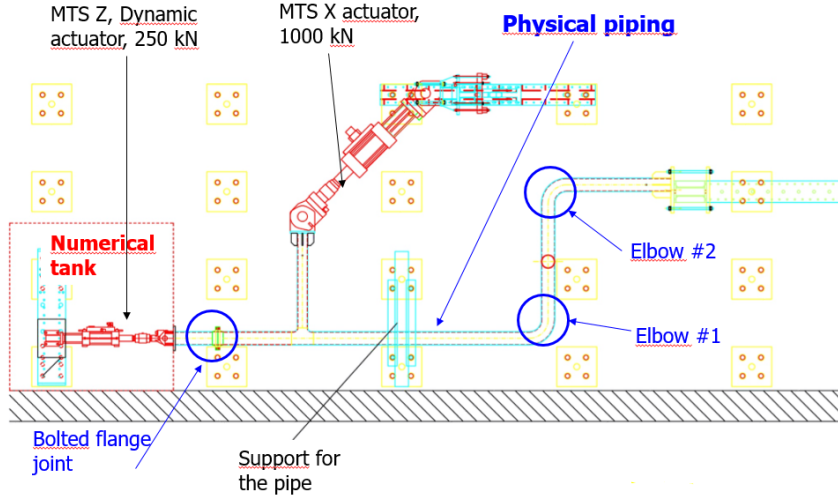 MTS Z, Dynamic
actuator, 250 kN
MTS X actuator,
1000 kN
Physical piping
Numerical
tank
Elbow #2
Elbow #1
Bolted flange
joint
Support for
the pipe